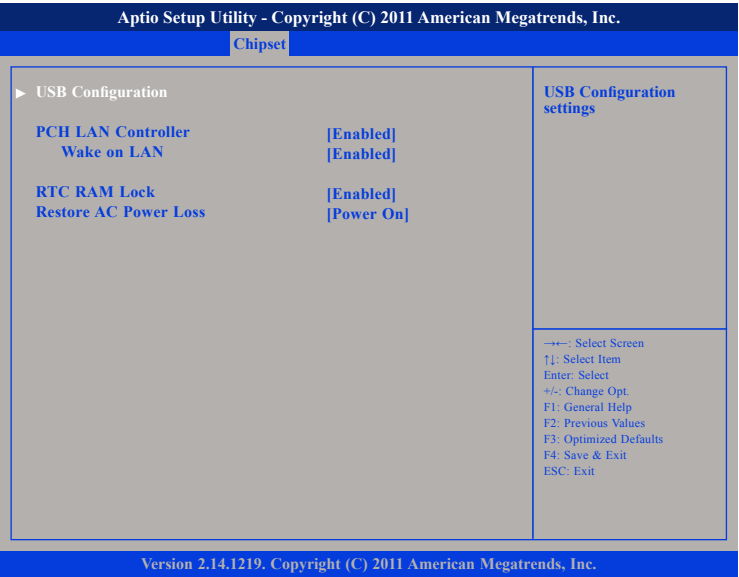 Aptio Setup Utility - Copyright (C) 2011 American Megatrends, Inc.
Chipset
► USB Configuration
PCH LAN Controller [Enabled]
Wake on LAN [Enabled]
RTC RAM Lock [Enabled]
Restore AC Power Loss [Power On]
USB Configuration
settings
→←: Select Screen
↑↓: Select Item
Enter: Select
+/-: Change Opt.
F1: General Help
F2: Previous Values
F3: Optimized Defaults
F4: Save & Exit
ESC: Exit
Version 2.14.1219. Copyright (C) 2011 American Megatrends, Inc.